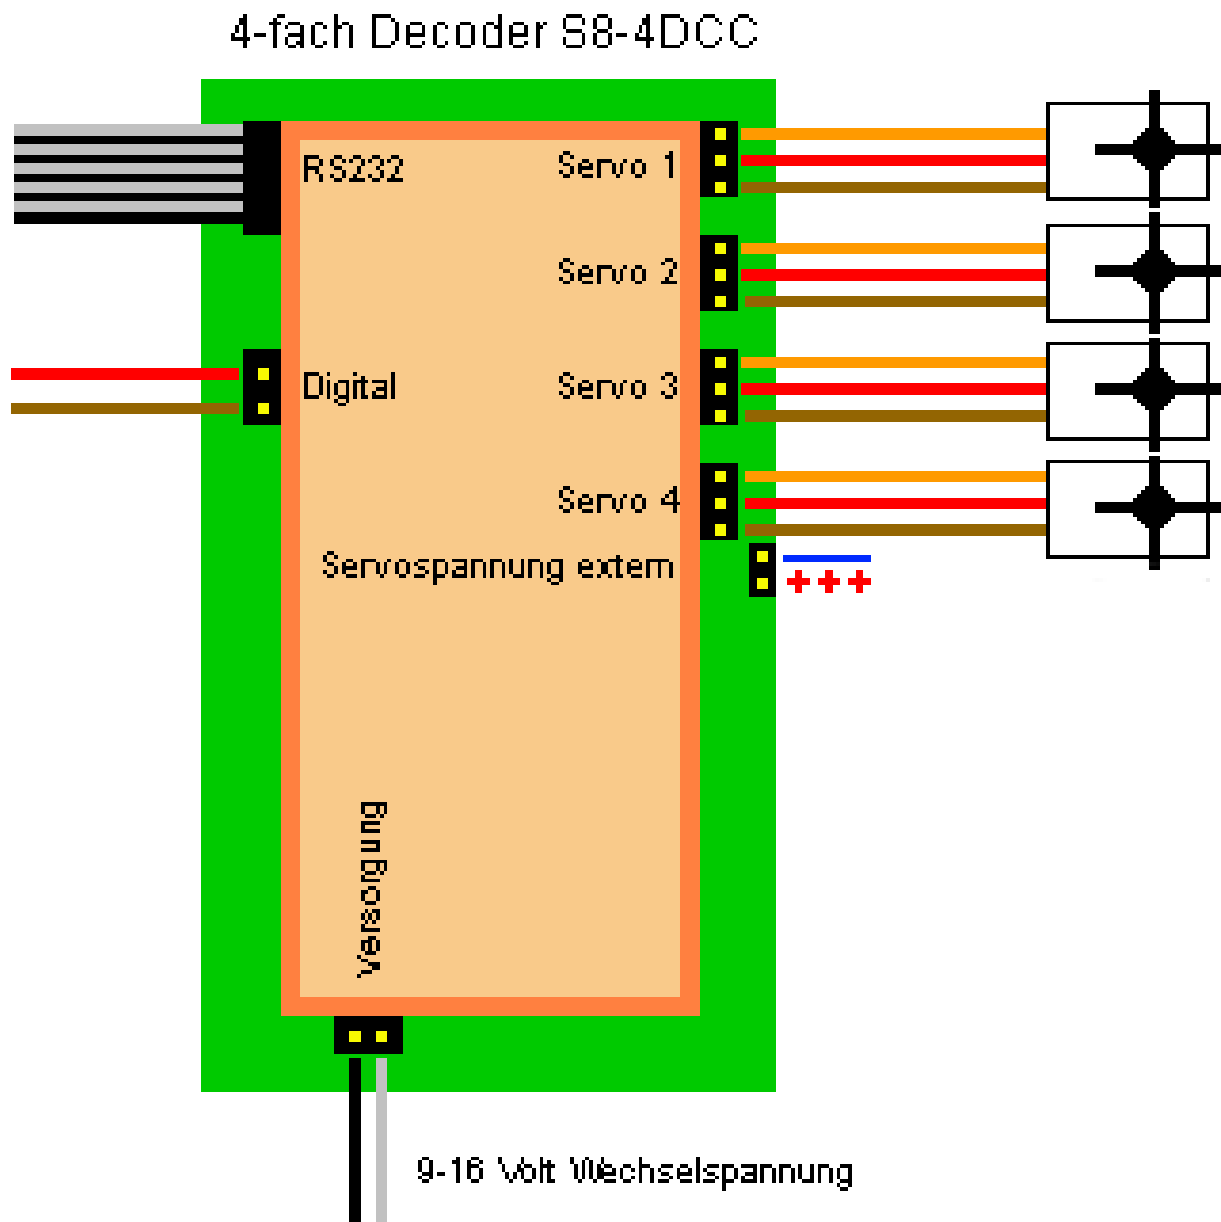 4-fach Decoder S8-4DCC
RS232
Servo 1
Servo 2
Digital
Servo 3
Servo 4
Servospannung extern
Versorgung
9-16 Volt Wechselspannung